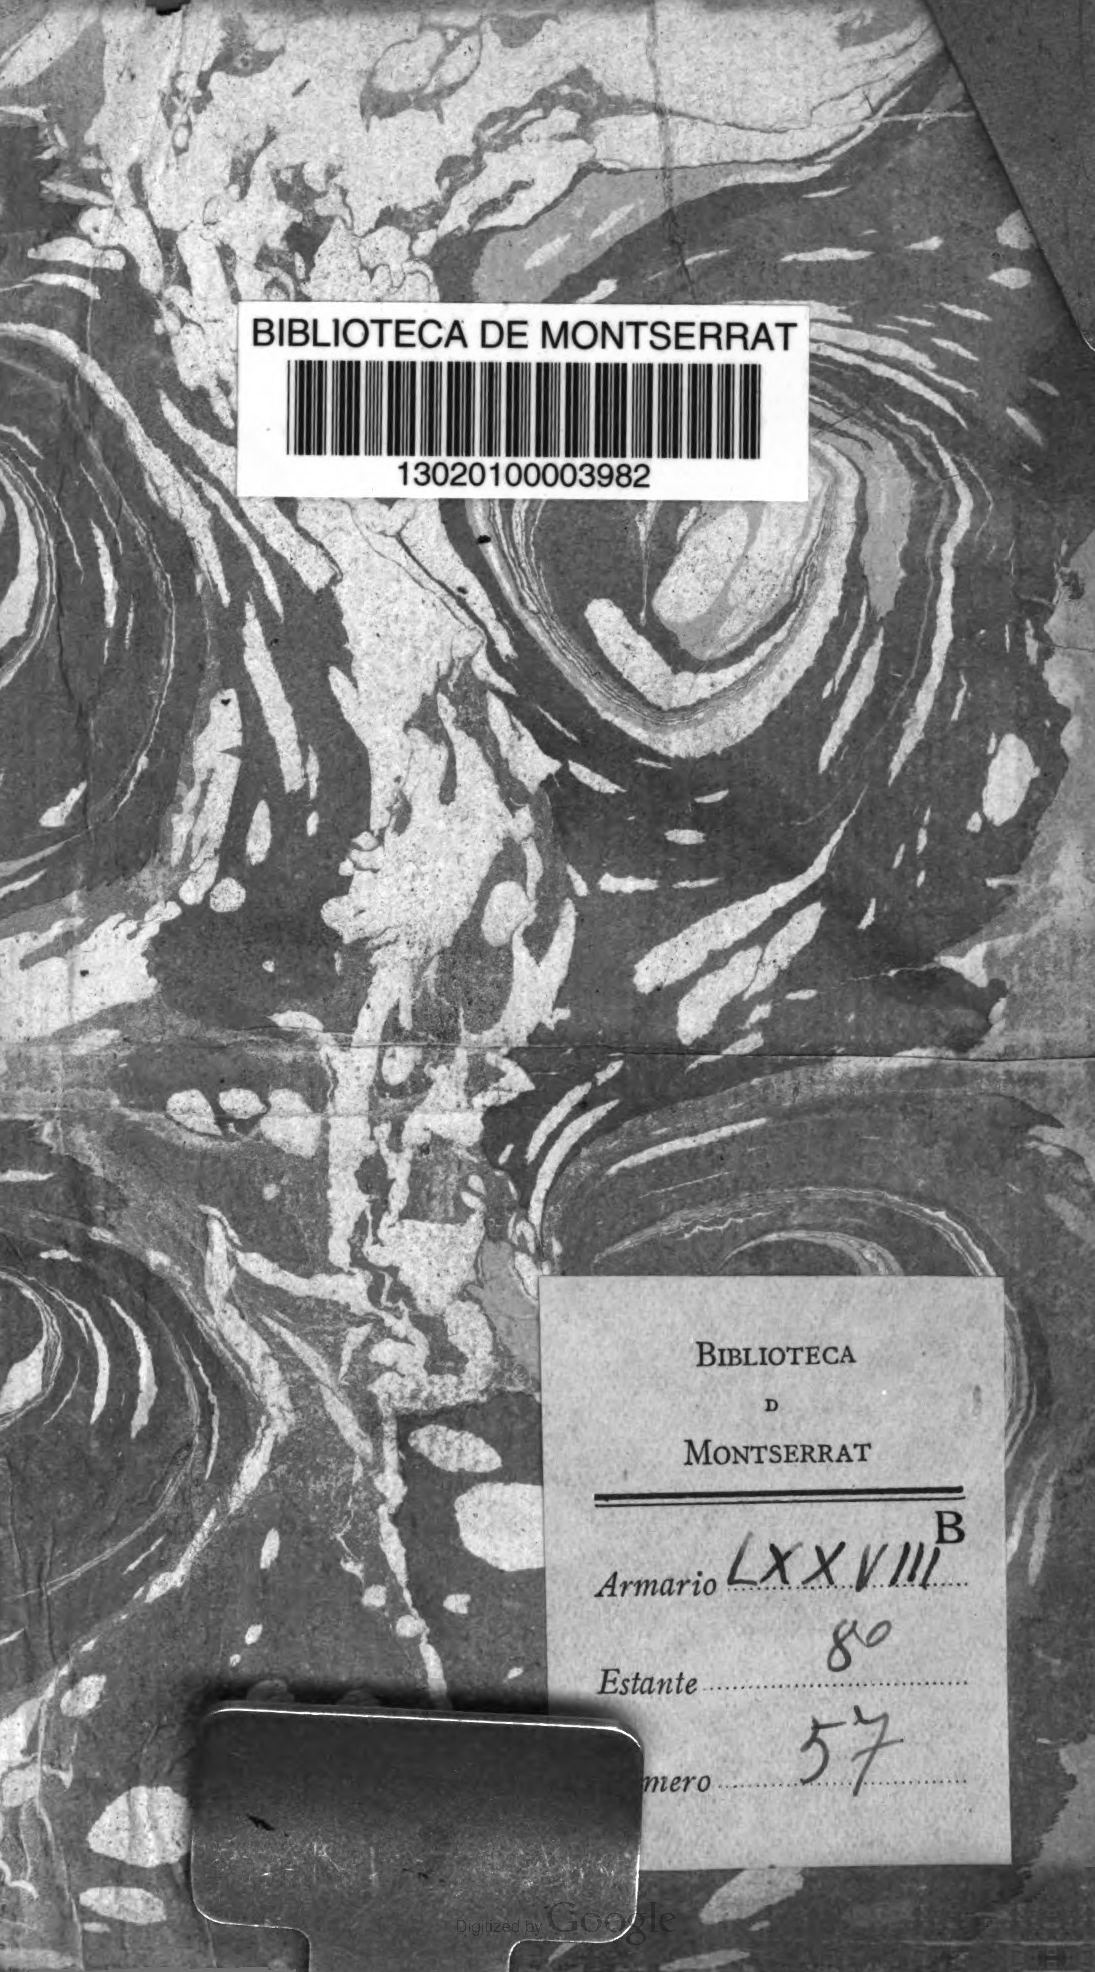 BIBLIOTECA DE MONTSERRAT
13020100003982
BIBLIOTECA
D
MONTSERRAT
B
Armario LXXVIII
Estante 8º
mero 57
Digitized by Google